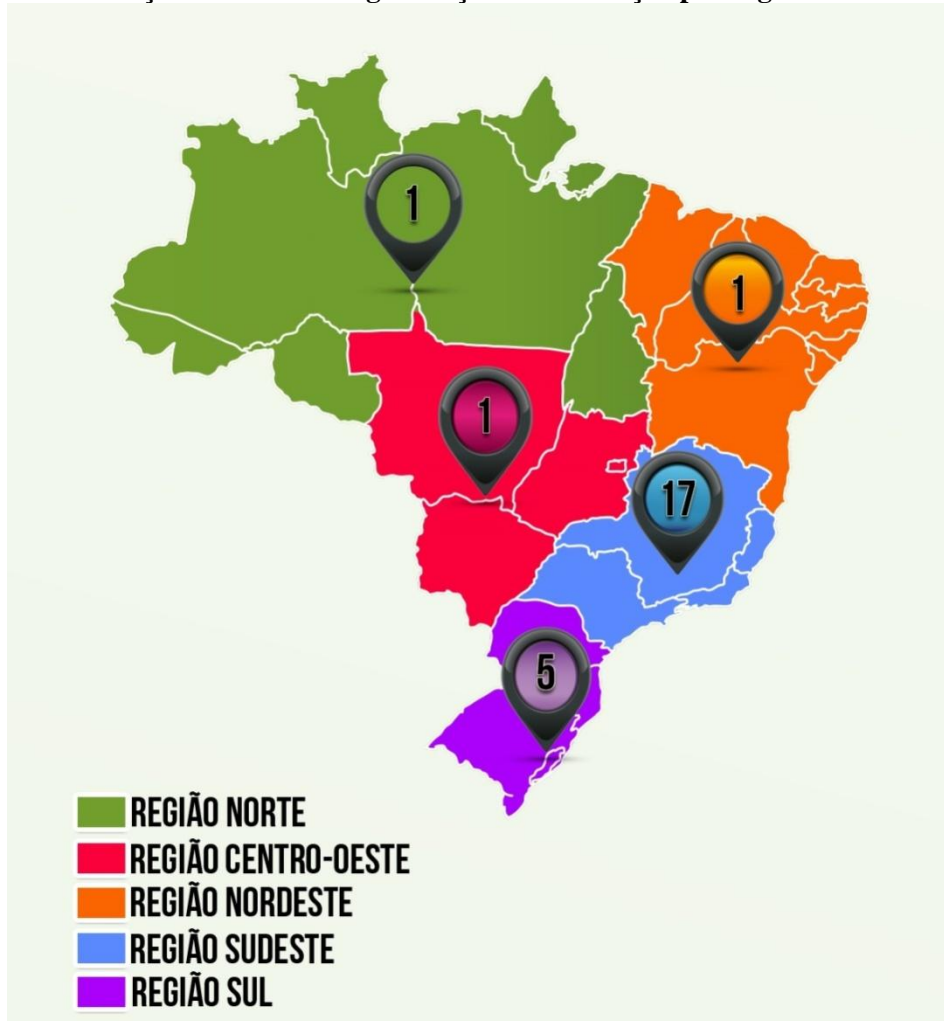 1
1
1
17
5
REGIÃO NORTE
REGIÃO CENTRO-OESTE
REGIÃO NORDESTE
REGIÃO SUDESTE
REGIÃO SUL